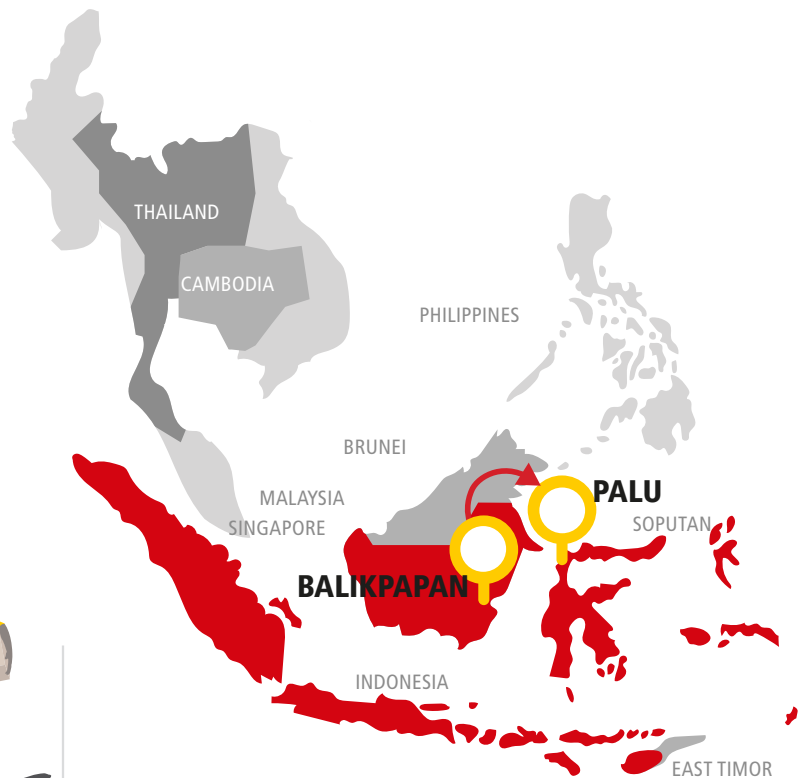 THAILAND
CAMBODIA
PHILIPPINES
BRUNEI
MALAYSIA
PALU
SINGAPORE
SOPUTAN
BALIKPAPAN
INDONESIA
EAST TIMOR